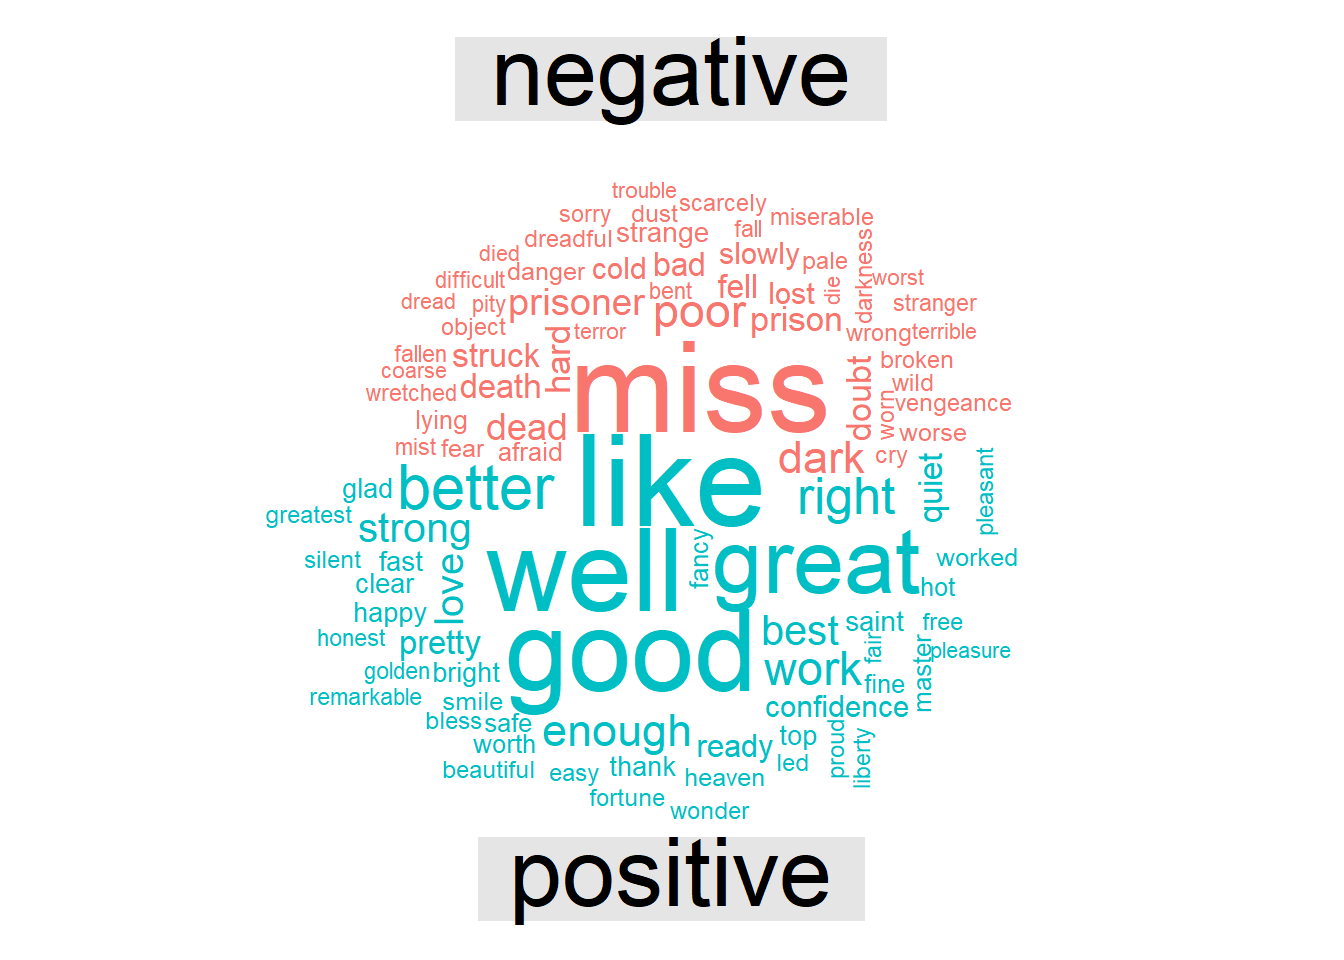 negative
trouble
scarcely
sorry dust miserable
dreadful strange fall
died slowly pale darkness
difficult danger cold bad worst
dread pity prisoner bent fell lost die stranger
object terror poor prison wrong terrible
fallen struck hard miss doubt broken
coarse wild
wretched death worn vengeance
lying dead worse
mist fear afraid dark cry
glad better like right quiet pleasant
greatest strong
silent fast love well fancy great worked
clear hot
happy saint free
honest pretty good best fair pleasure
golden bright work fine master
remarkable smile confidence
bless safe enough ready top proud liberty
worth
beautiful easy thank heaven led
fortune wonder
positive